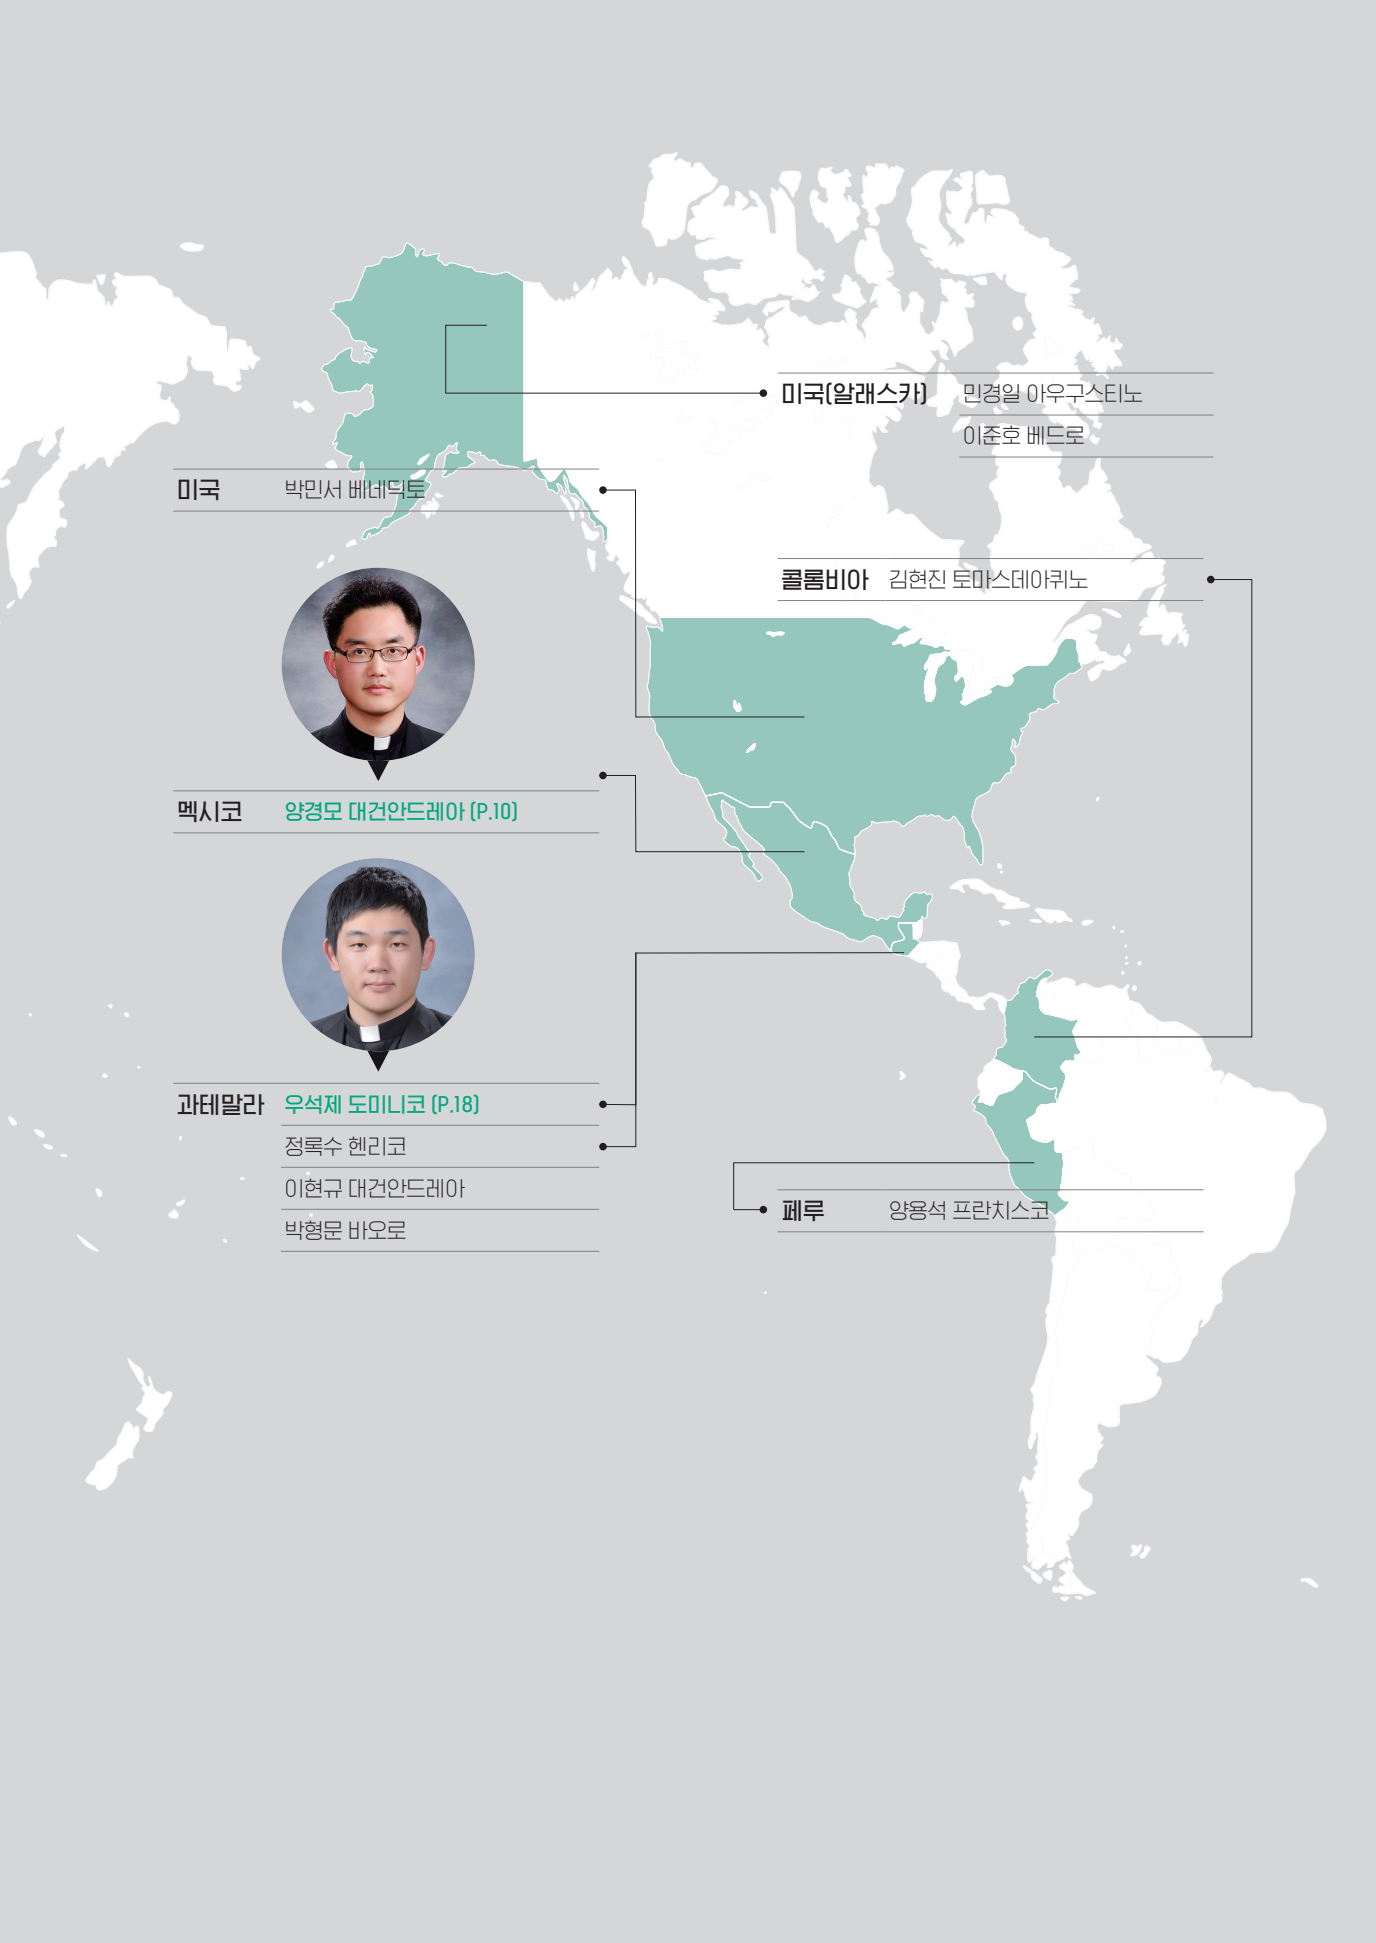 미국(알래스카) 민경일 아우구스티노
이준호 베드로
미국 박민서 베네딕토
콜롬비아 김현진 토마스데아퀴노
멕시코 양경모 대건안드레아 (P.10)
과테말라 우석제 도미니코 (P.18)
정록수 헨리코
이현규 대건안드레아
박형문 바오로
페루 양용석 프란치스코